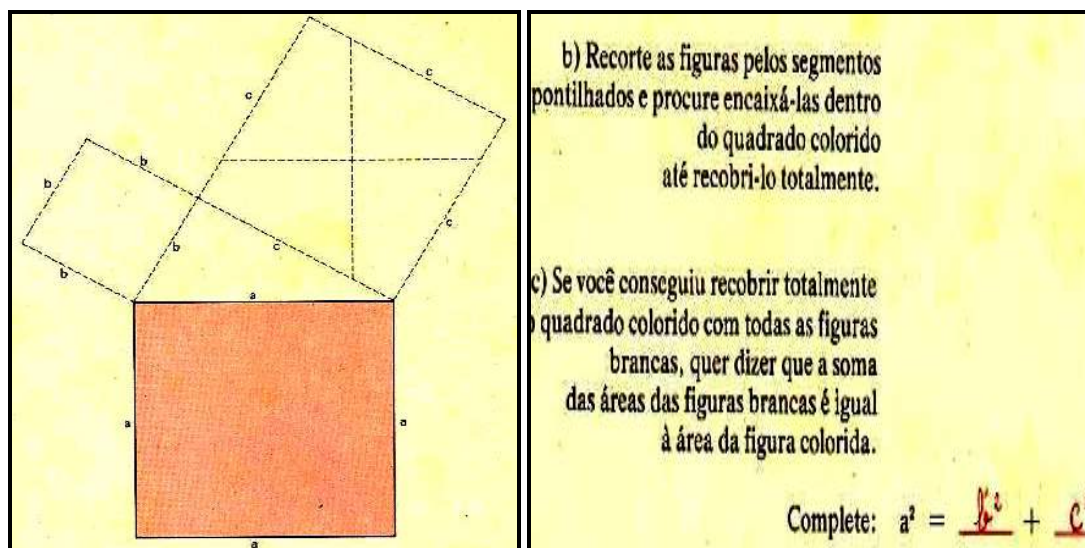 c
c
b
b
c
b
c
b
a
a
a
a
b) Recorte as figuras pelos segmentos
pontilhados e procure encaixá-las dentro
do quadrado colorido
até recobri-lo totalmente.
c) Se você conseguiu recobrir totalmente
quadrado colorido com todas as figuras
brancas, quer dizer que a soma
das áreas das figuras brancas é igual
à área da figura colorida.
Complete: a² = b² + c